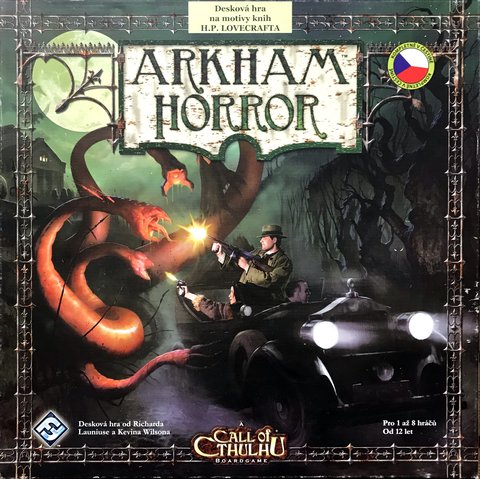 Desková hra
na motivy knih
H.P. LOVECRAFTA
ARKHAM
HORROR
Desková hra od Richarda
Launiuse a Kevina Wilsona
A
CALL OF
CTHULHU
BOARDGAME
Pro 1 až 8 hráčů
Od 12 let